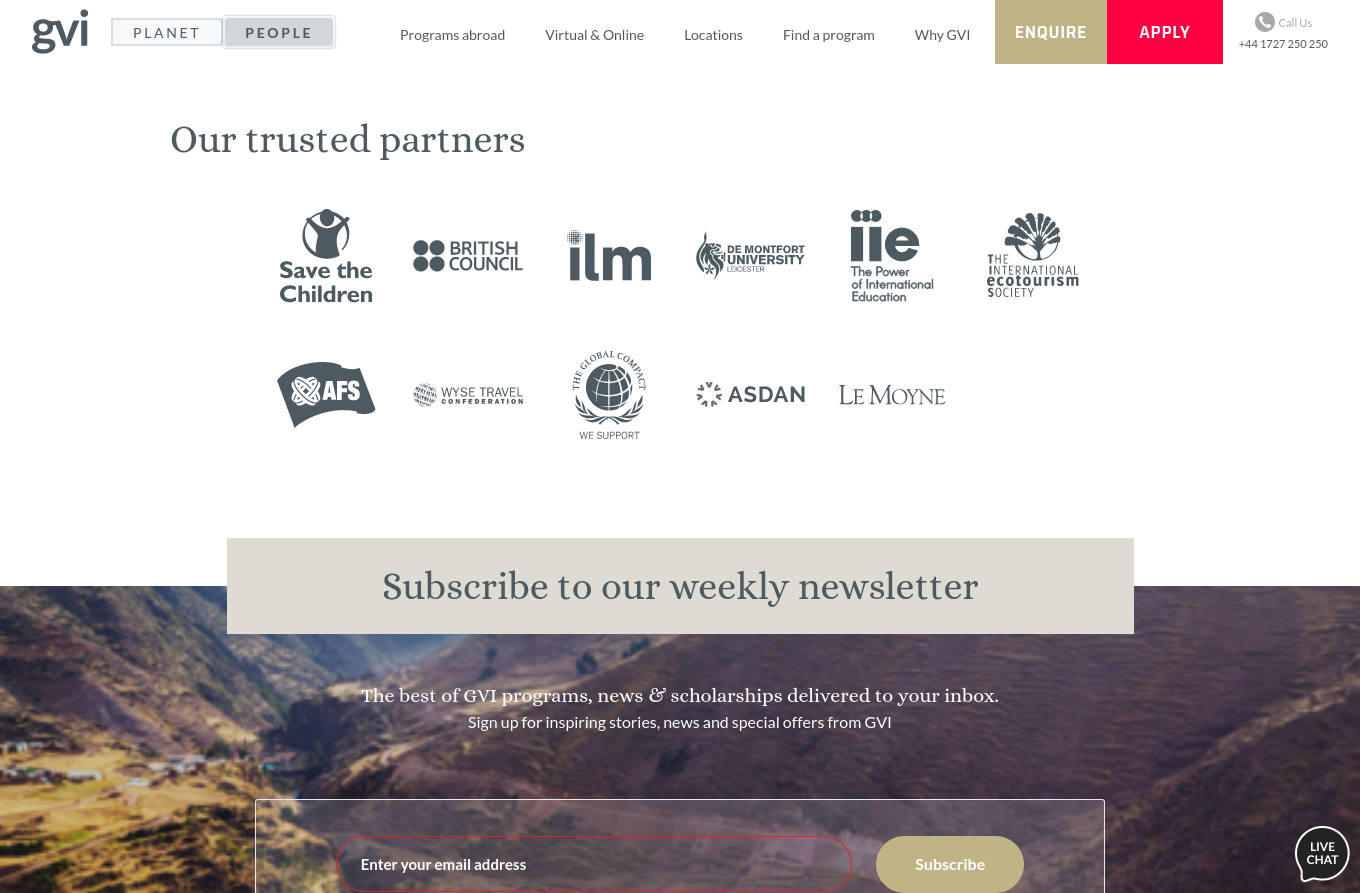 gvi
PLANET
PEOPLE
Programs abroad
Virtual & Online
Locations
Find a program
Why GVI
ENQUIRE
APPLY
Call Us
+44 1727 250 250
Our trusted partners
Save the
Children
BRITISH
COUNCIL
ilm
DE MONTFORT
UNIVERSITY
LEICESTER
iie
The Power
of International
Education
THE
INTERNATIONAL
ecotourism
SOCIETY
AFS
WYSE TRAVEL
CONFEDERATION
THE GLOBAL COMPACT
WE SUPPORT
ASDAN
LE MOYNE
Subscribe to our weekly newsletter
The best of GVI programs, news & scholarships delivered to your inbox.
Sign up for inspiring stories, news and special offers from GVI
Enter your email address
Subscribe
LIVE
CHAT